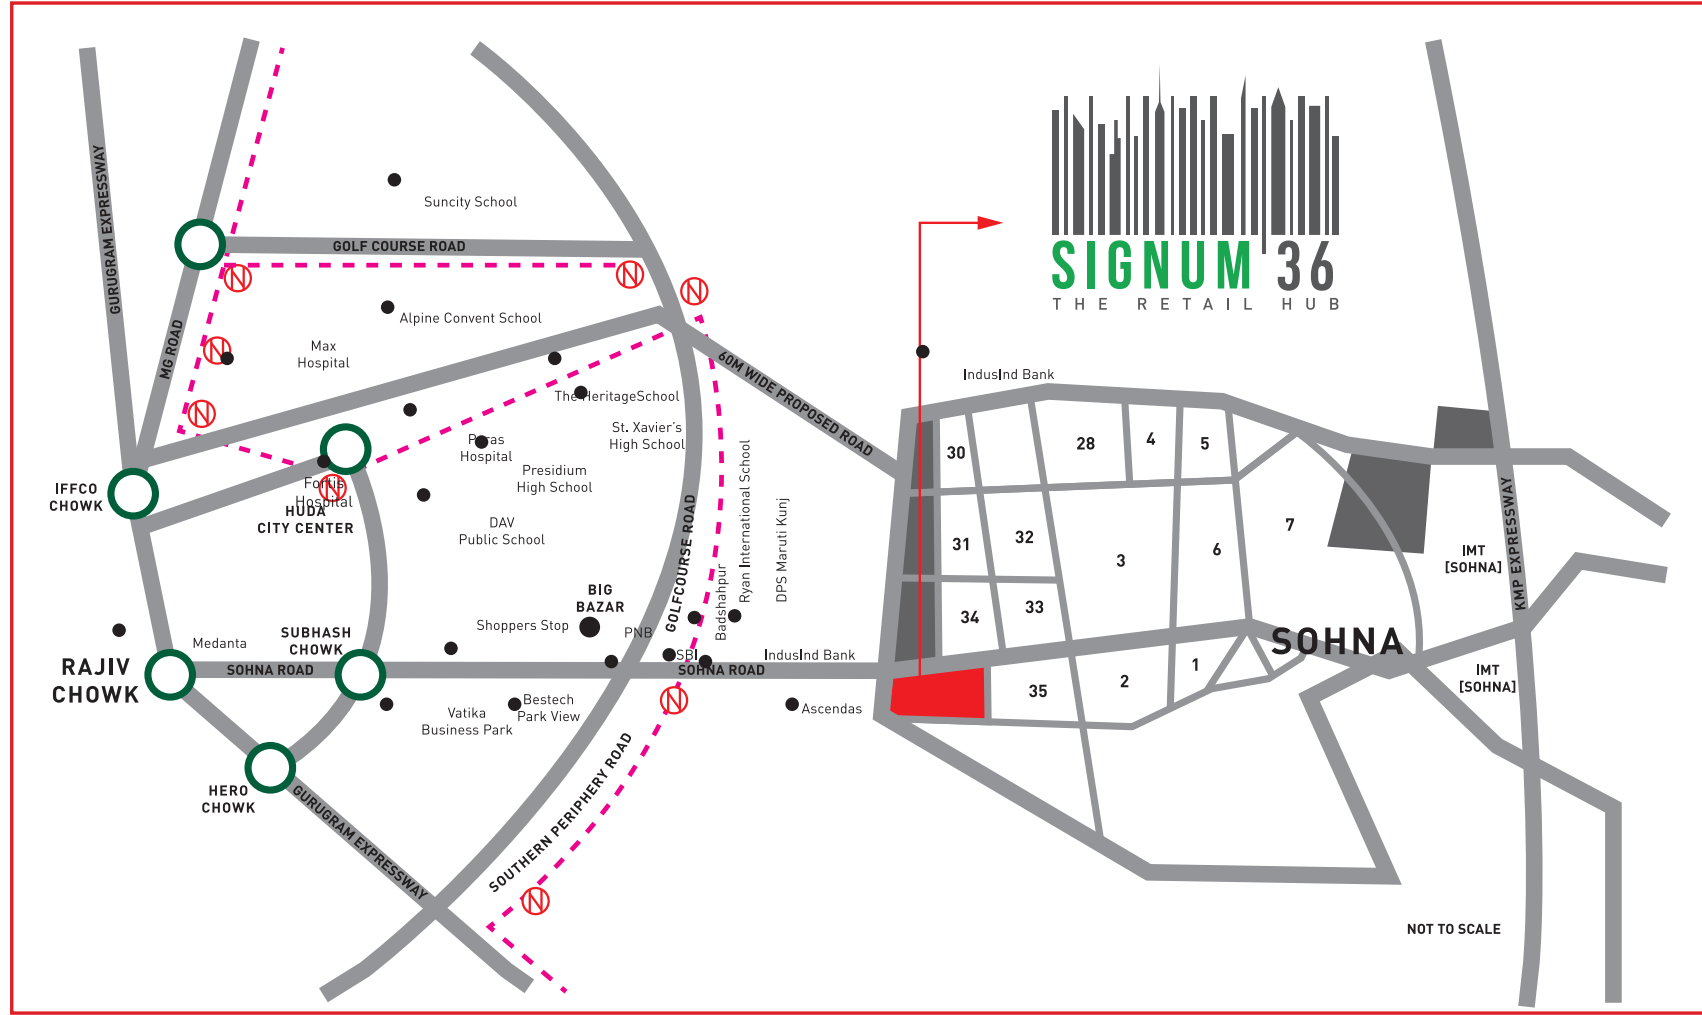 GURUGRAM EXPRESSWAY
MG ROAD
Suncity School
GOLF COURSE ROAD
Alpine Convent School
Max
Hospital
The HeritageSchool
St. Xavier's
High School
Paras
Hospital
Presidium
High School
Fortis
Hospital
HUDA
CITY CENTER
IFFCO
CHOWK
DAV
Public School
60M WIDE PROPOSED ROAD
GOLFCOURSE ROAD
Badshahpur
Ryan International School
DPS Maruti Kunj
BIG
BAZAR
Shoppers Stop
PNB
SBI
Medanta
SUBHASH
CHOWK
RAJIV
CHOWK
SOHNA ROAD
SOHNA ROAD
IndusInd Bank
Vatika
Business Park
Bestech
Park View
Ascendas
HERO
CHOWK
GURUGRAM EXPRESSWAY
SOUTHERN PERIPHERY ROAD
SIGNUM 36
THE RETAIL HUB
IndusInd Bank
30
28
4
5
31
32
3
6
7
34
33
35
2
1
SOHNA
IMT
[SOHNA]
KMP EXPRESSWAY
IMT
[SOHNA]
NOT TO SCALE